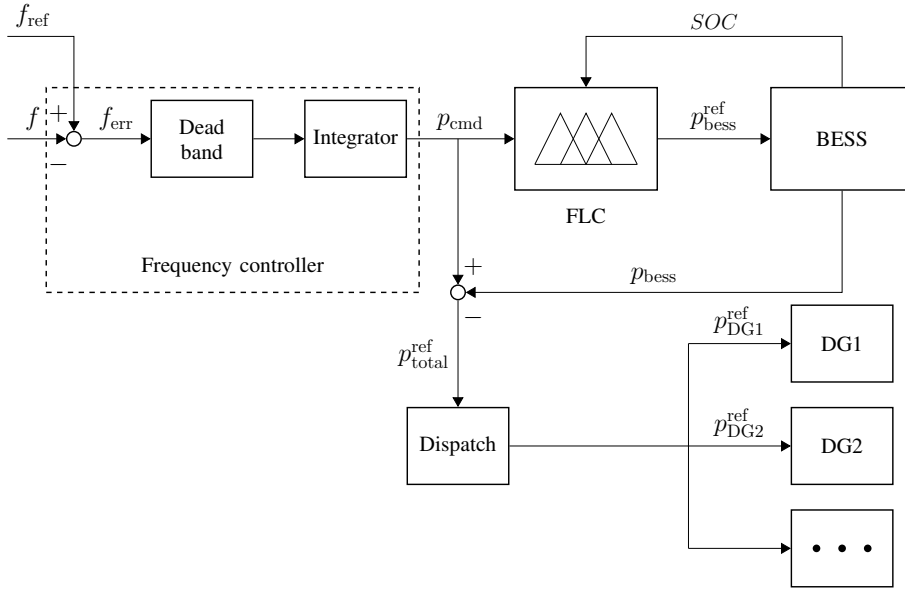 f_ref
SOC
f
+
−
f_err
Dead
band
Integrator
p_cmd
p_bess^ref
BESS
FLC
Frequency controller
+
−
p_bess
p_total^ref
p_DG1^ref
DG1
Dispatch
p_DG2^ref
DG2
• • •